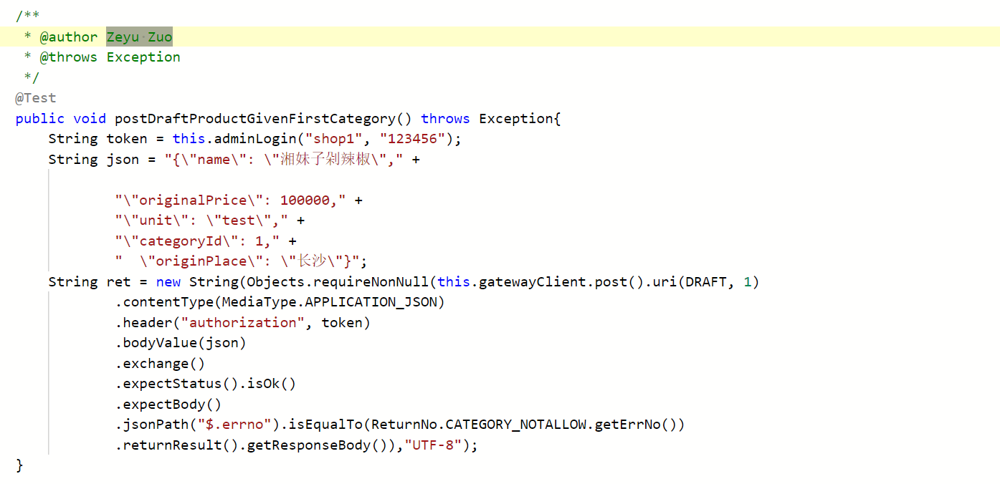 /**
 * @author Zeyu Zuo
 * @throws Exception
 */
@Test
public void postDraftProductGivenFirstCategory() throws Exception{
    String token = this.adminLogin("shop1", "123456");
    String json = "{\"name\": \"湘妹子剁辣椒\"," +
            "\"originalPrice\": 100000," +
            "\"unit\": \"test\"," +
            "\"categoryId\": 1," +
            "  \"originPlace\": \"长沙\"}";
    String ret = new String(Objects.requireNonNull(this.gatewayClient.post().uri(DRAFT, 1)
            .contentType(MediaType.APPLICATION_JSON)
            .header("authorization", token)
            .bodyValue(json)
            .exchange()
            .expectStatus().isOk()
            .expectBody()
            .jsonPath("$.errno").isEqualTo(ReturnNo.CATEGORY_NOTALLOW.getErrNo())
            .returnResult().getResponseBody()),"UTF-8");
}